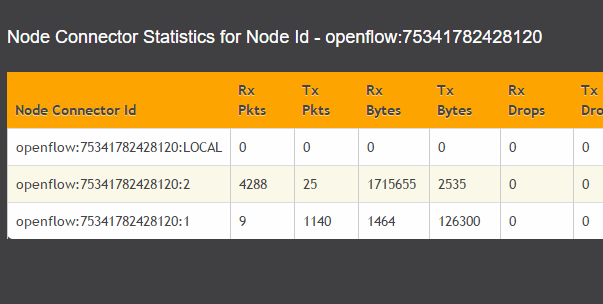 Node Connector Statistics for Node Id - openflow:75341782428120
Node Connector Id Rx Pkts Tx Pkts Rx Bytes Tx Bytes Rx Drops Tx
openflow:75341782428120:LOCAL 0 0 0 0 0 0
openflow:75341782428120:2 4288 25 1715655 2535 0 0
openflow:75341782428120:1 9 1140 1464 126300 0 0